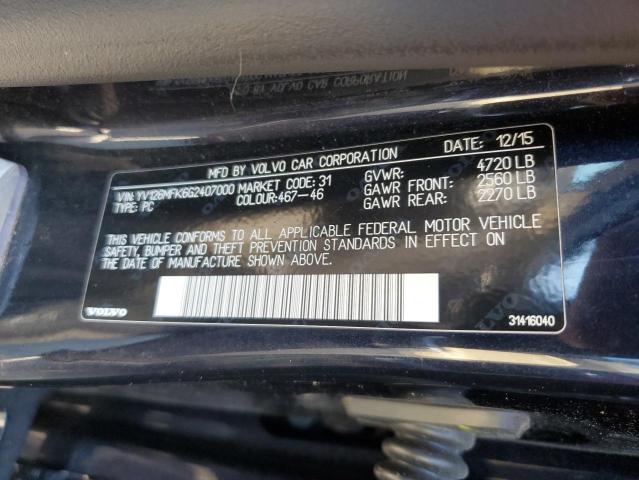 MFD BY VOLVO CAR CORPORATION DATE: 12/15
VIN: YV126MFK6G2407000 MARKET CODE: 31 GVWR: 4720 LB
TYPE: PC COLOUR: 467-46 GAWR FRONT: 2560 LB
GAWR REAR: 2270 LB
THIS VEHICLE CONFORMS TO ALL APPLICABLE FEDERAL MOTOR VEHICLE
SAFETY, BUMPER AND THEFT PREVENTION STANDARDS IN EFFECT ON
THE DATE OF MANUFACTURE SHOWN ABOVE.
VOLVO 31416040